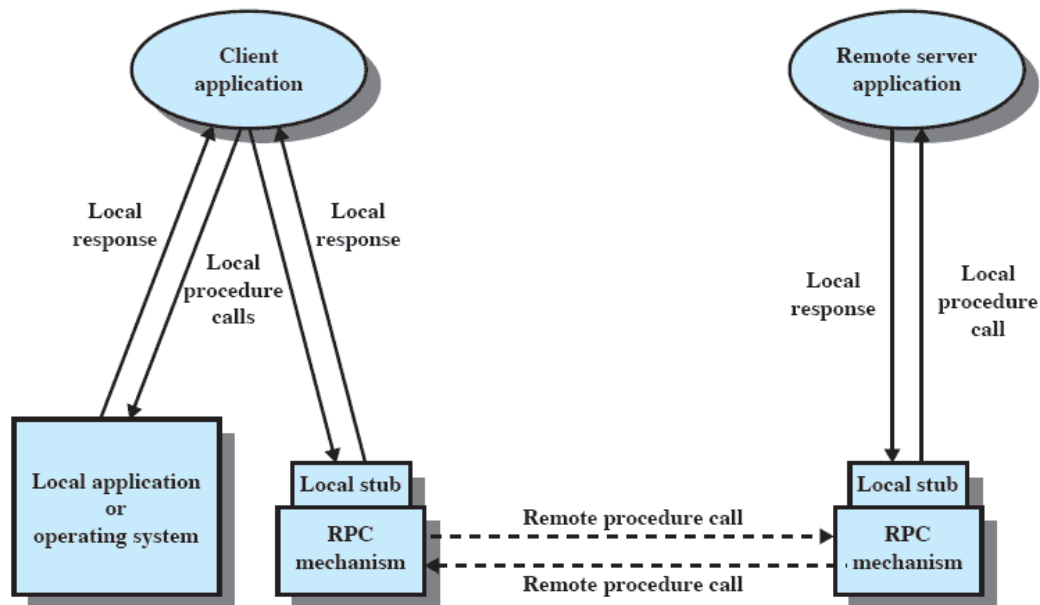 Client
application
Remote server
application
Local
response
Local
procedure
calls
Local
response
Local
response
Local
procedure
call
Local application
or
operating system
Local stub
RPC
mechanism
Remote procedure call
Remote procedure call
Local stub
RPC
mechanism